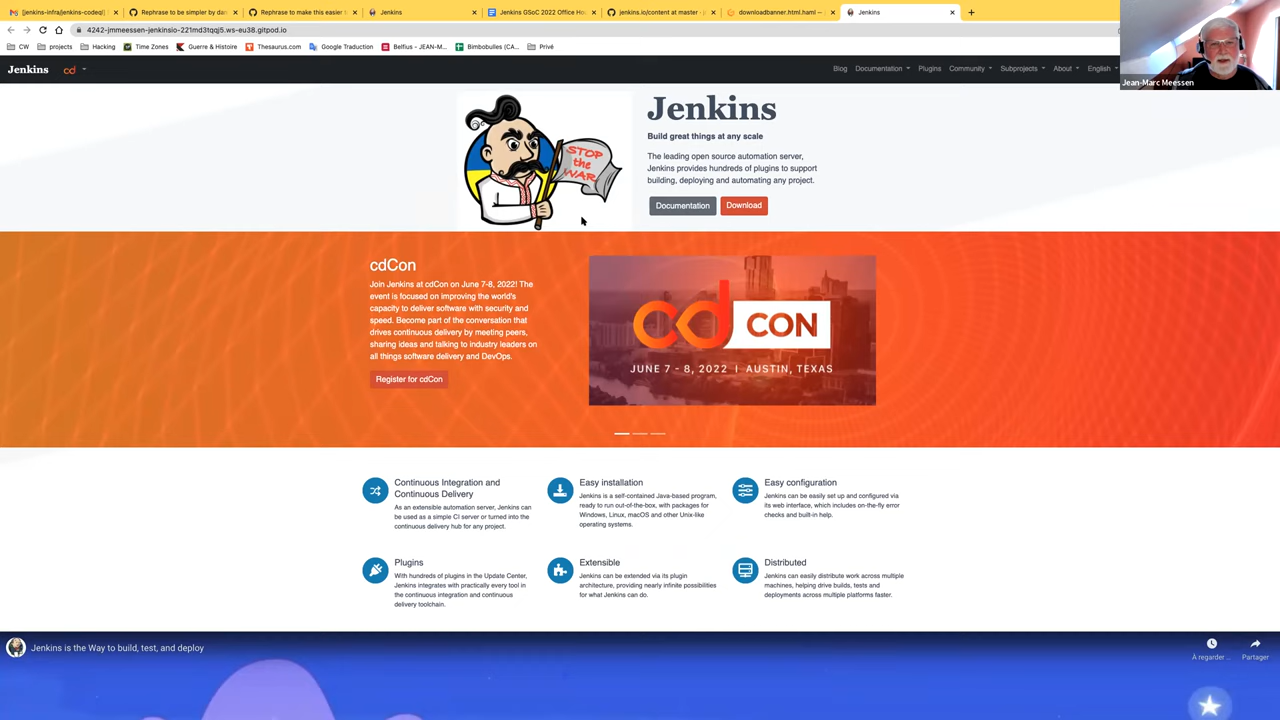 [jenkins-infra/jenkins-codeql]
Rephrase to be simpler by dan
Rephrase to make this easier t
Jenkins
Jenkins GSoC 2022 Office Ho
jenkins.io/content at master · je
downloadbanner.html.haml —
Jenkins
4242-jmmeessen-jenkinsio-221md3tqqj5.ws-eu38.gitpod.io
CW
projects
Hacking
Time Zones
Guerre & Histoire
Thesaurus.com
Google Traduction
Belfius - JEAN-M...
Bimbobulles (CA...
Privé
Jenkins
cd
Blog
Documentation
Plugins
Community
Subprojects
About
English
Jean-Marc Meessen
STOP
the
WAR
Jenkins
Build great things at any scale
The leading open source automation server,
Jenkins provides hundreds of plugins to support
building, deploying and automating any project.
Documentation
Download
cdCon
Join Jenkins at cdCon on June 7-8, 2022! The
event is focused on improving the world's
capacity to deliver software with security and
speed. Become part of the conversation that
drives continuous delivery by meeting peers,
sharing ideas and talking to industry leaders on
all things software delivery and DevOps.
Register for cdCon
cd CON
JUNE 7 - 8, 2022 | AUSTIN, TEXAS
Continuous Integration and
Continuous Delivery
As an extensible automation server, Jenkins can
be used as a simple CI server or turned into the
continuous delivery hub for any project.
Easy installation
Jenkins is a self-contained Java-based program,
ready to run out-of-the-box, with packages for
Windows, Linux, macOS and other Unix-like
operating systems.
Easy configuration
Jenkins can be easily set up and configured via
its web interface, which includes on-the-fly error
checks and built-in help.
Plugins
With hundreds of plugins in the Update Center,
Jenkins integrates with practically every tool in
the continuous integration and continuous
delivery toolchain.
Extensible
Jenkins can be extended via its plugin
architecture, providing nearly infinite possibilities
for what Jenkins can do.
Distributed
Jenkins can easily distribute work across multiple
machines, helping drive builds, tests and
deployments across multiple platforms faster.
Jenkins is the Way to build, test, and deploy
À regarder ...
Partager